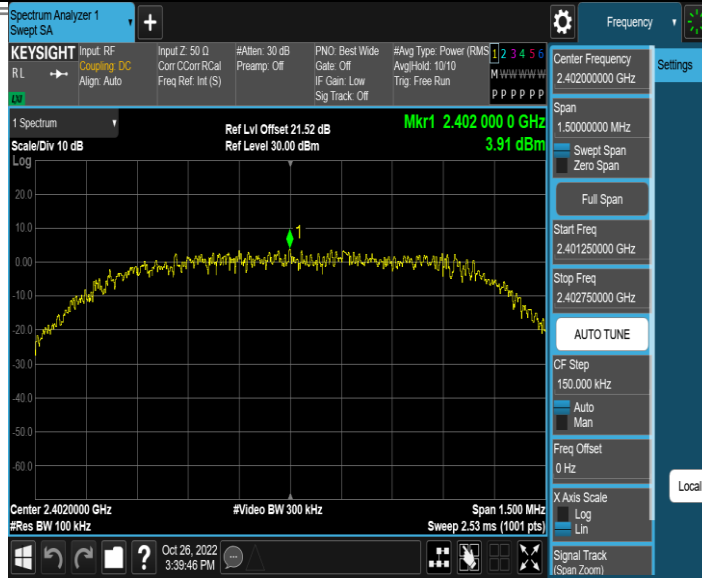 Spectrum Analyzer 1
Swept SA
Frequency
KEYSIGHT
RL
Input: RF
Coupling: DC
Align: Auto
Input Z: 50 Ω
Corr CCorr RCal
Freq Ref: Int (S)
#Atten: 30 dB
Preamp: Off
PNO: Best Wide
Gate: Off
IF Gain: Low
Sig Track: Off
#Avg Type: Power (RMS
Avg|Hold: 10/10
Trig: Free Run
1 2 3 4 5 6
M W W W W W
P P P P P P
1 Spectrum
Scale/Div 10 dB
Log
Ref Lvl Offset 21.52 dB
Ref Level 30.00 dBm
Mkr1 2.402 000 0 GHz
3.91 dBm
1
20.0
10.0
0.00
-10.0
-20.0
-30.0
-40.0
-50.0
-60.0
Center 2.4020000 GHz
#Res BW 100 kHz
#Video BW 300 kHz
Span 1.500 MHz
Sweep 2.53 ms (1001 pts)
Oct 26, 2022
3:39:46 PM
Center Frequency
2.402000000 GHz
Settings
Span
1.50000000 MHz
Swept Span
Zero Span
Full Span
Start Freq
2.401250000 GHz
Stop Freq
2.402750000 GHz
AUTO TUNE
CF Step
150.000 kHz
Auto
Man
Freq Offset
0 Hz
Local
X Axis Scale
Log
Lin
Signal Track
(Span Zoom)